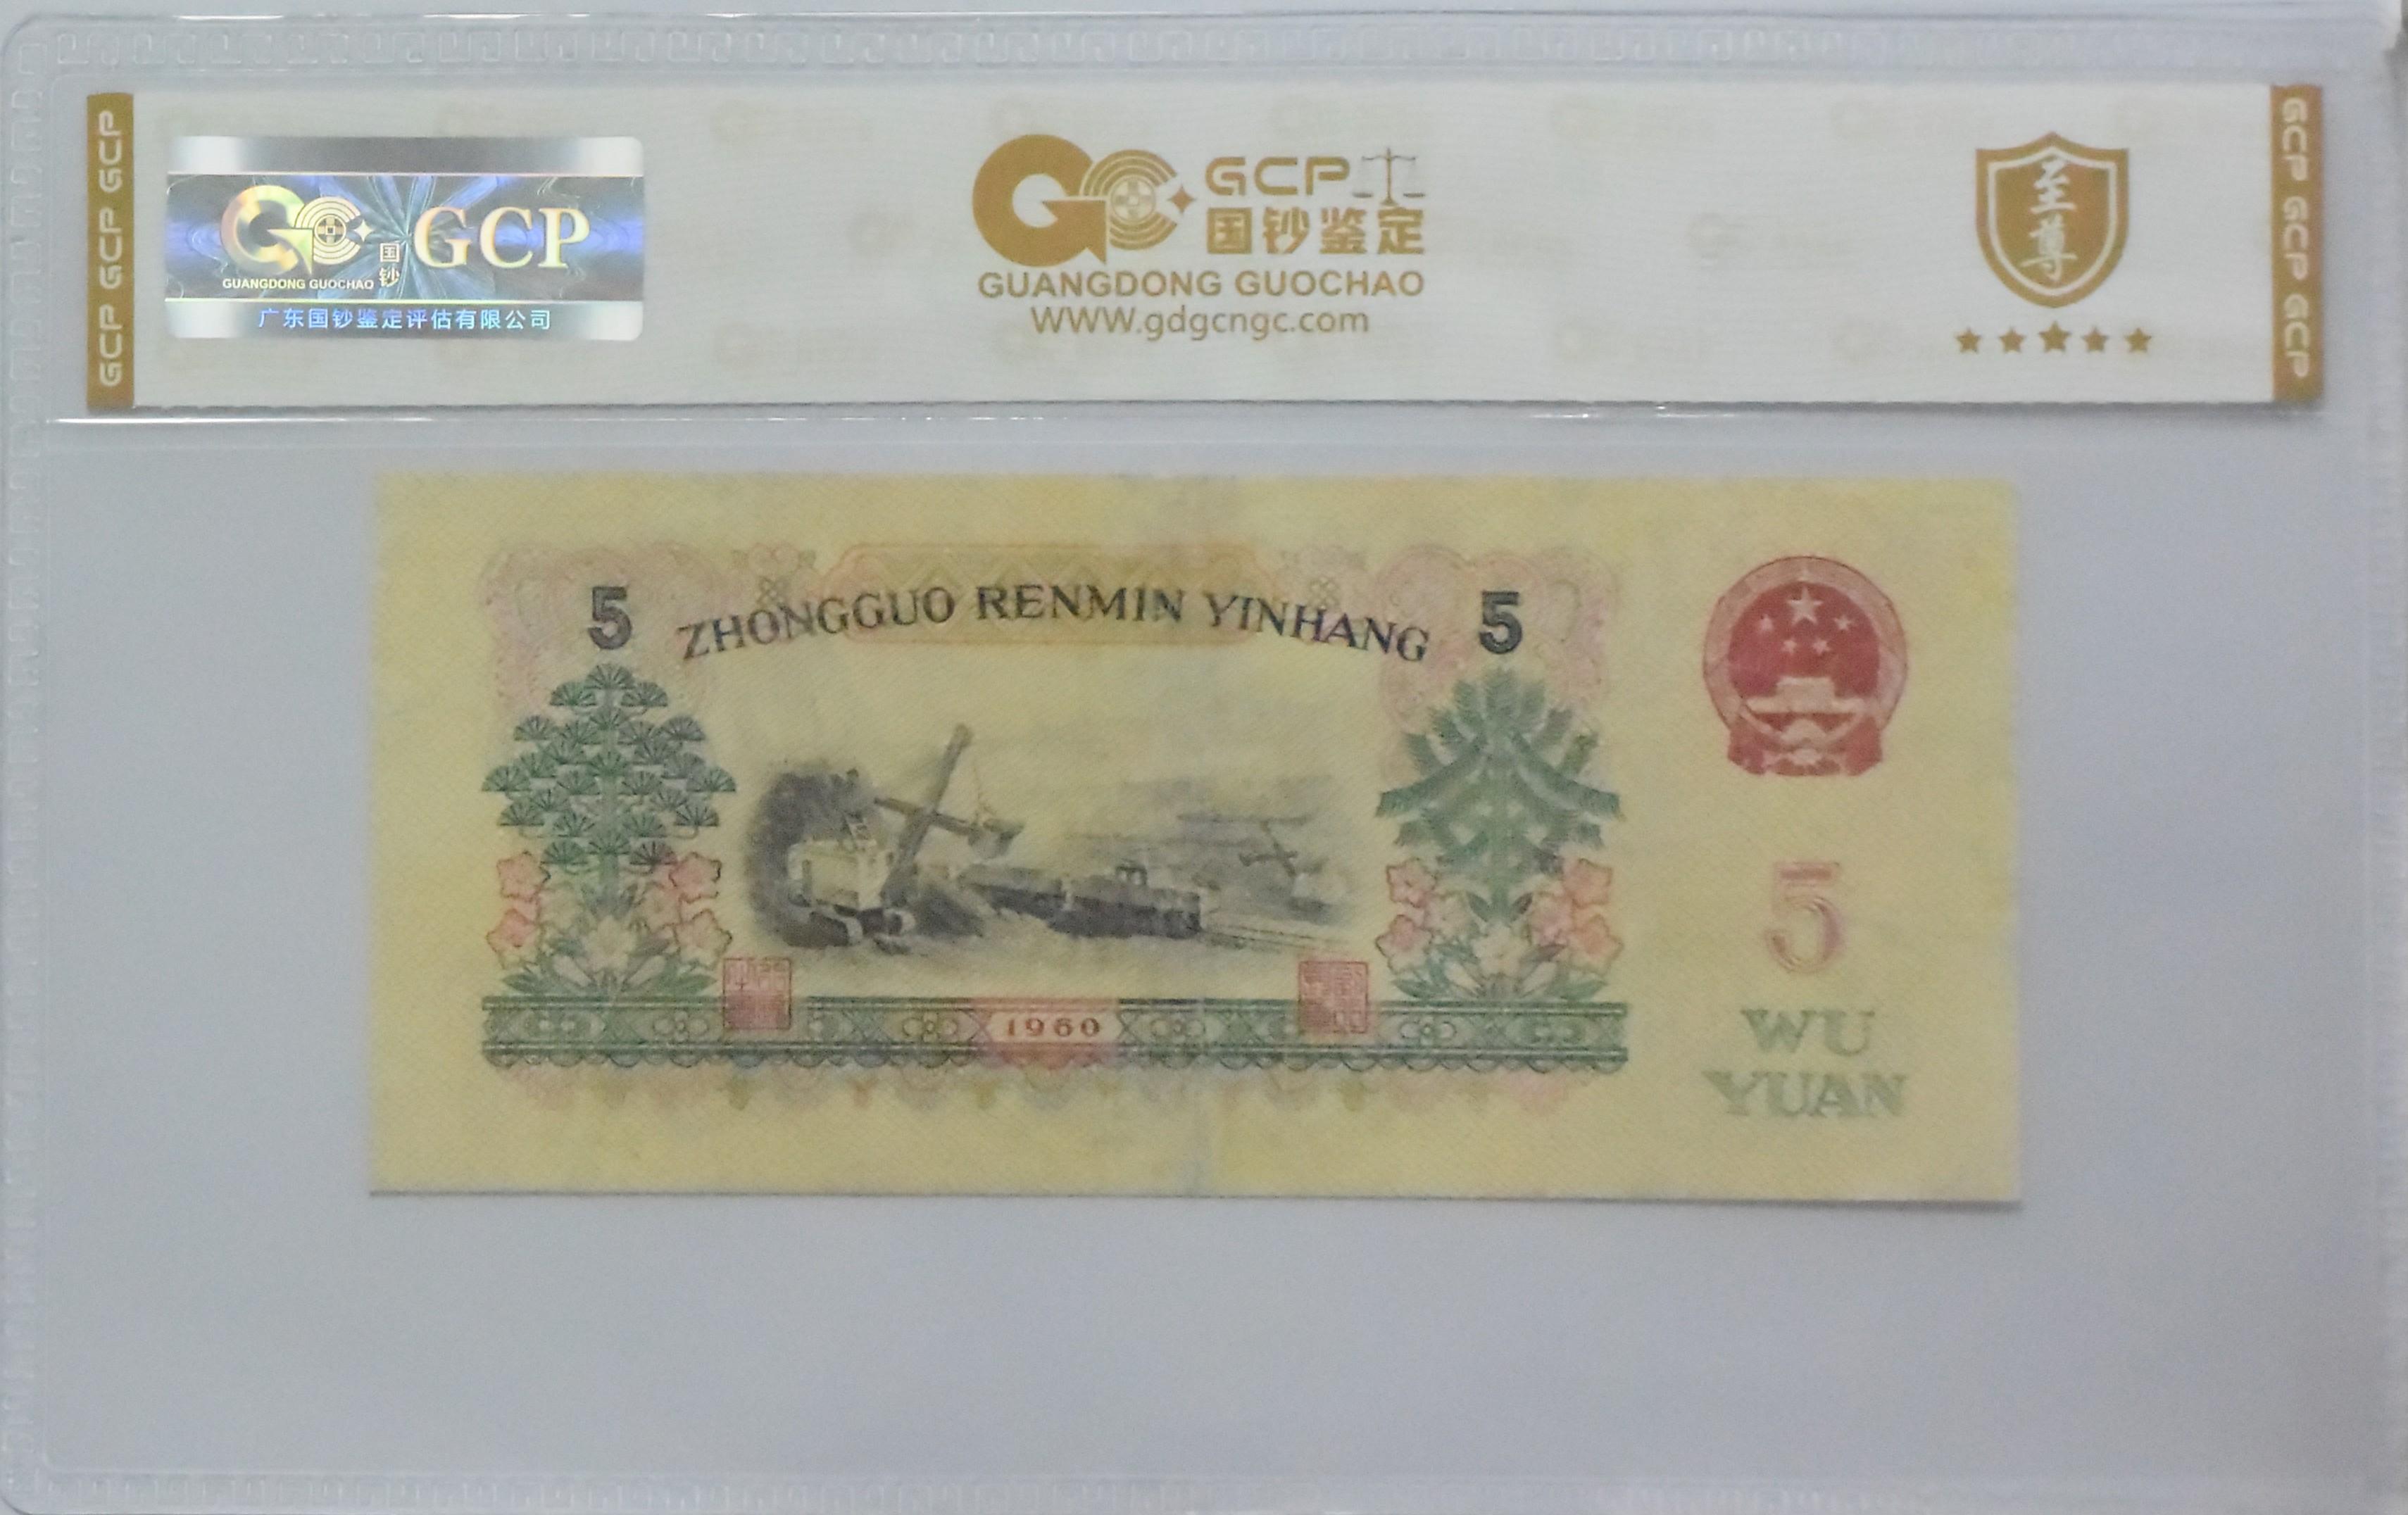 GCP GCP GCP
GCP
国钞
GUANGDONG GUOCHAO
广东国钞鉴定评估有限公司
GCP
国钞鉴定
GUANGDONG GUOCHAO
WWW.gdgcngc.com
至尊
GCP GCP GCP
5 ZHONGGUO RENMIN YINHANG 5
5
WU
YUAN
1960